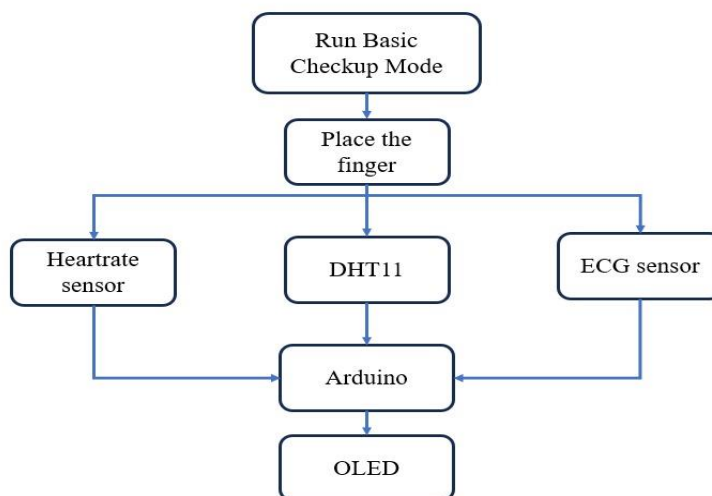 Run Basic
Checkup Mode
Place the
finger
Heartrate
sensor
DHT11
ECG sensor
Arduino
OLED